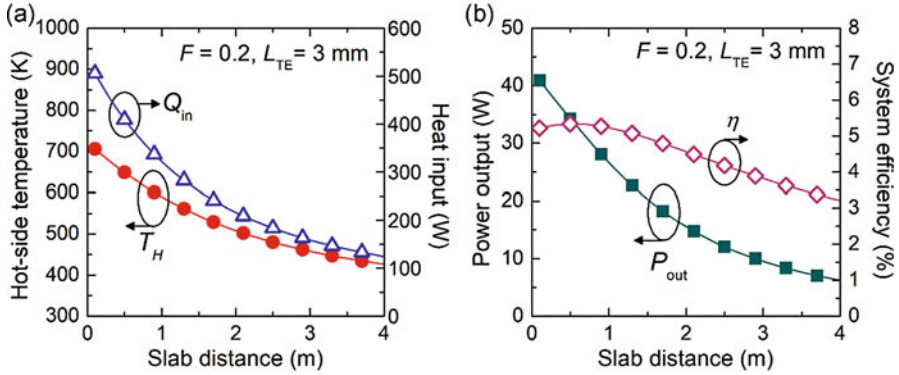 (a)
1000
900
800
700
600
500
400
300
Hot-side temperature (K)
F = 0.2, L_TE = 3 mm
Q_in
T_H
600
500
400
300
200
100
0
Heat input (W)
0 1 2 3 4
Slab distance (m)
(b)
50
40
30
20
10
0
Power output (W)
F = 0.2, L_TE = 3 mm
η
P_out
8
7
6
5
4
3
2
1
0
System efficiency (%)
0 1 2 3 4
Slab distance (m)